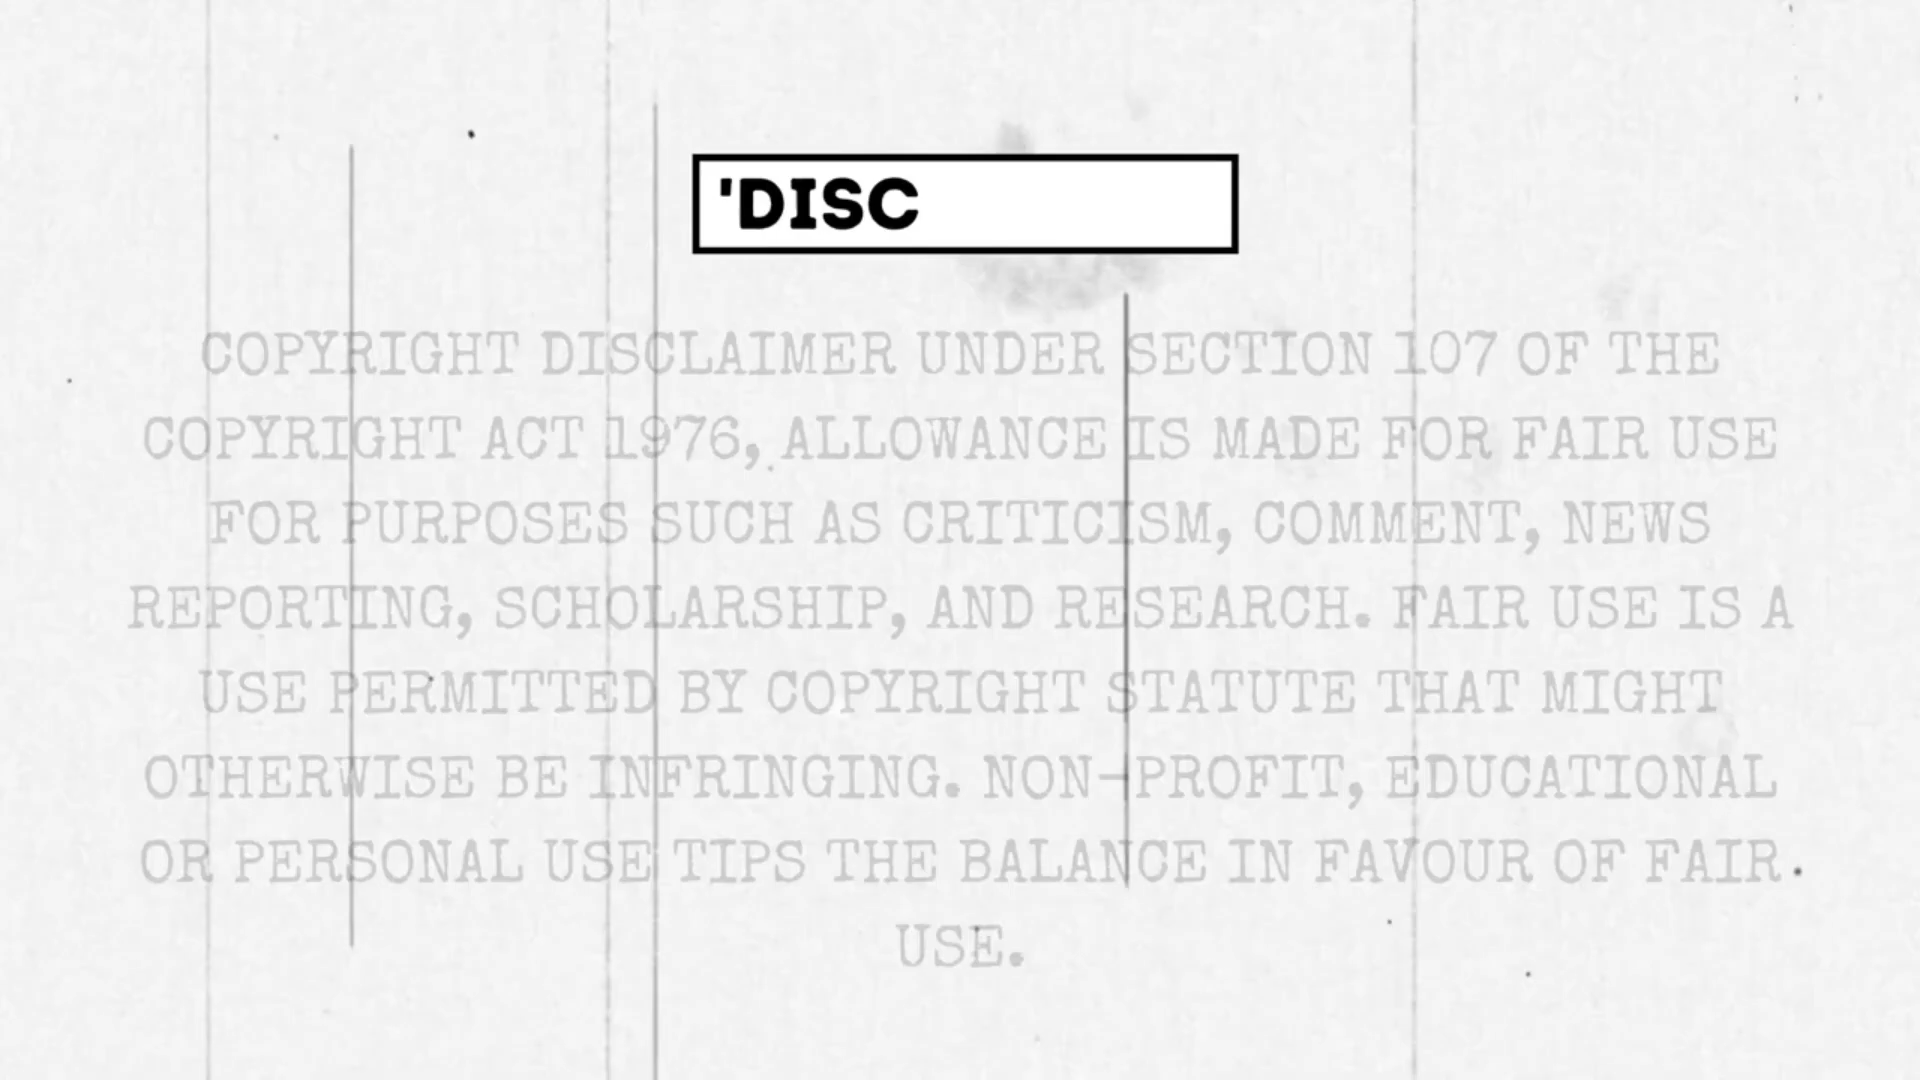 'DISC
COPYRIGHT DISCLAIMER UNDER SECTION 107 OF THE
COPYRIGHT ACT 1976, ALLOWANCE IS MADE FOR FAIR USE
FOR PURPOSES SUCH AS CRITICISM, COMMENT, NEWS
REPORTING, SCHOLARSHIP, AND RESEARCH. FAIR USE IS A
USE PERMITTED BY COPYRIGHT STATUTE THAT MIGHT
OTHERWISE BE INFRINGING. NON-PROFIT, EDUCATIONAL
OR PERSONAL USE TIPS THE BALANCE IN FAVOUR OF FAIR
USE.